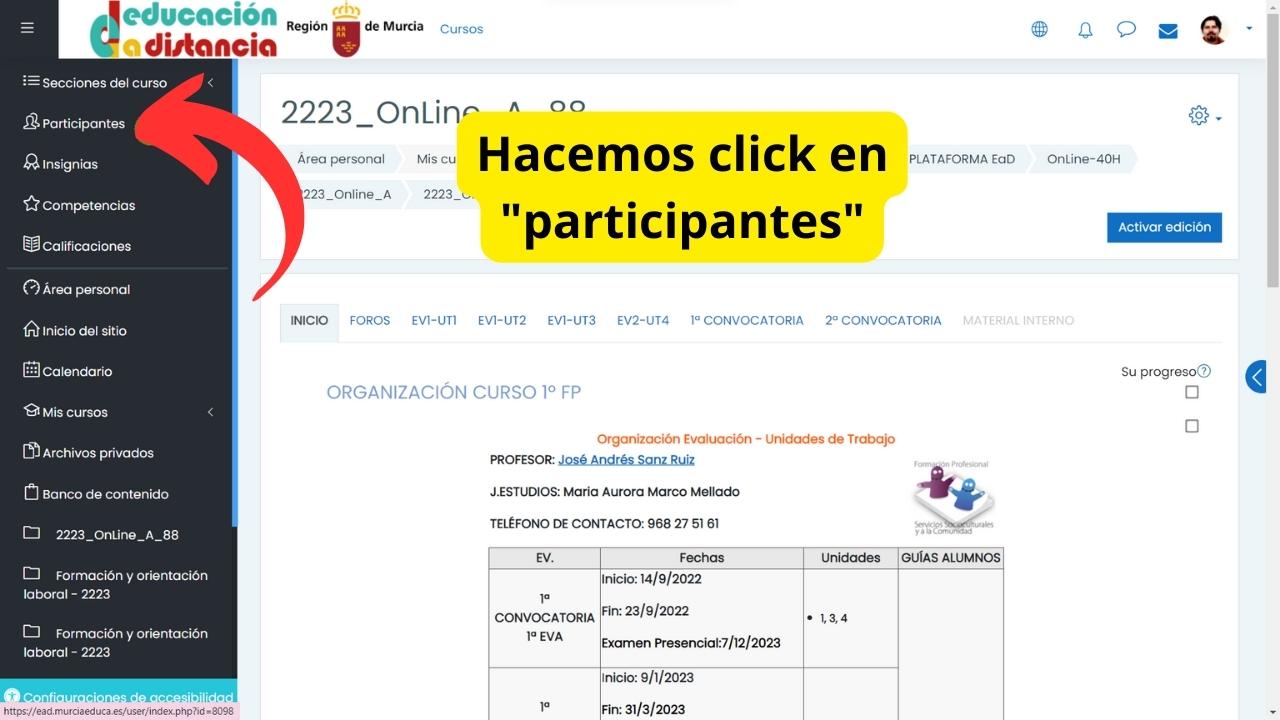 educación
a distancia
Región de Murcia
Cursos
Secciones del curso
Participantes
Insignias
Competencias
Calificaciones
Área personal
Inicio del sitio
Calendario
Mis cursos
Archivos privados
Banco de contenido
2223_OnLine_A_88
Formación y orientación
laboral - 2223
Formación y orientación
laboral - 2223
Configuraciones de accesibilidad
https://ead.murciaeduca.es/user/index.php?id=8098
2223_OnLine_A_88
Hacemos click en
"participantes"
Área personal
Mis cu
PLATAFORMA EaD
OnLine-40H
2223_Online_A
Activar edición
INICIO
FOROS
EV1-UT1
EV1-UT2
EV1-UT3
EV2-UT4
1ª CONVOCATORIA
2ª CONVOCATORIA
MATERIAL INTERNO
Su progreso
ORGANIZACIÓN CURSO 1º FP
Organización Evaluación - Unidades de Trabajo
PROFESOR: José Andrés Sanz Ruiz
J.ESTUDIOS: Maria Aurora Marco Mellado
TELÉFONO DE CONTACTO: 968 27 51 61
Formación Profesional
Servicios Socioculturales
y a la Comunidad
EV.
Fechas
Unidades
GUÍAS ALUMNOS
1ª
CONVOCATORIA
1ª EVA
Inicio: 14/9/2022
Fin: 23/9/2022
Examen Presencial:7/12/2023
1, 3, 4
1ª
Inicio: 9/1/2023
Fin: 31/3/2023